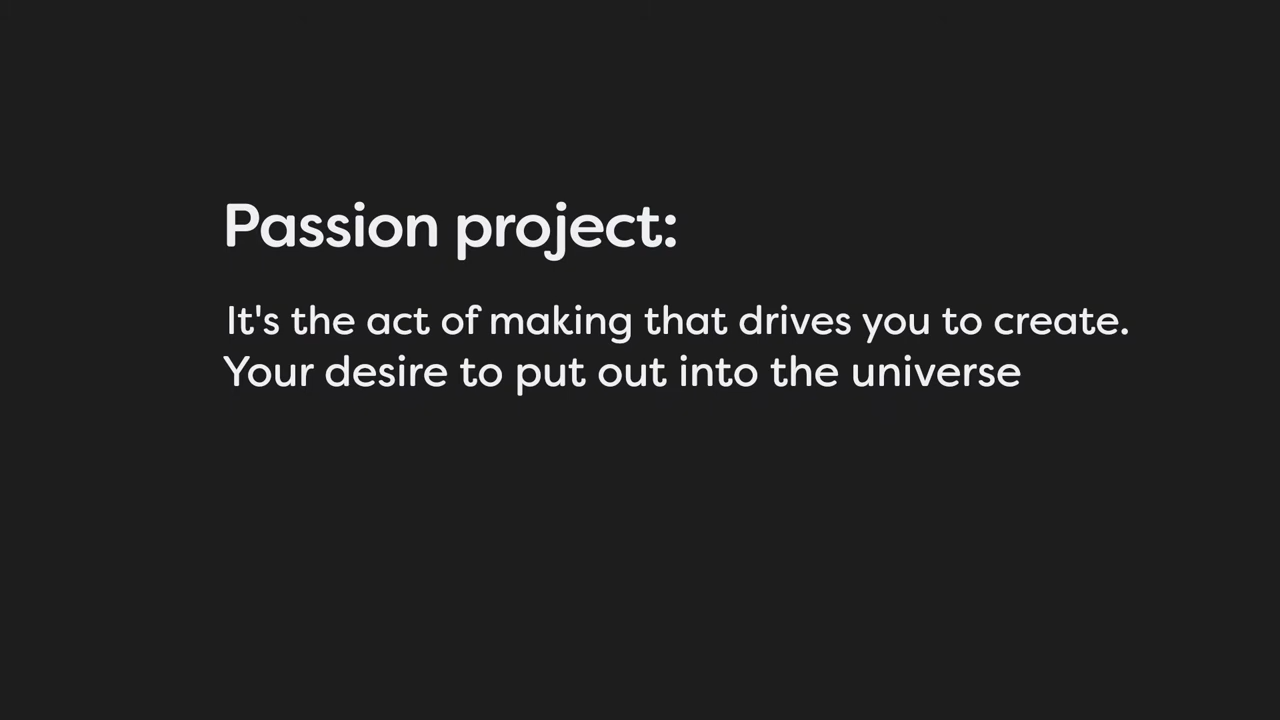 Passion project:
It's the act of making that drives you to create.
Your desire to put out into the universe